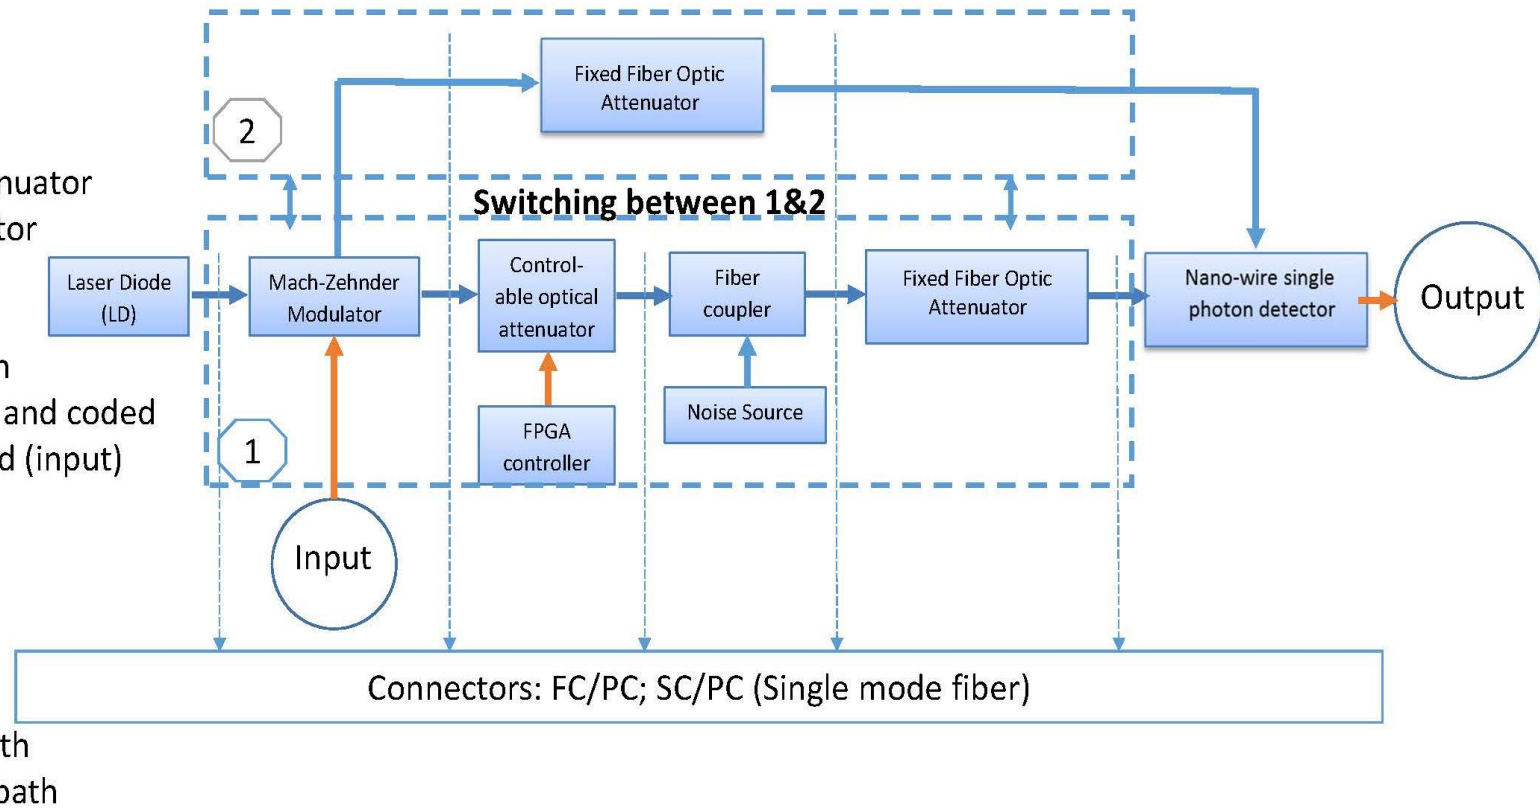 Fixed Fiber Optic
Attenuator
2
nuator
tor
Switching between 1&2
Laser Diode
(LD)
Mach-Zehnder
Modulator
Control-
able optical
attenuator
Fiber
coupler
Fixed Fiber Optic
Attenuator
Nano-wire single
photon detector
Output
and coded
d (input)
1
FPGA
controller
Noise Source
Input
Connectors: FC/PC; SC/PC (Single mode fiber)
th
path